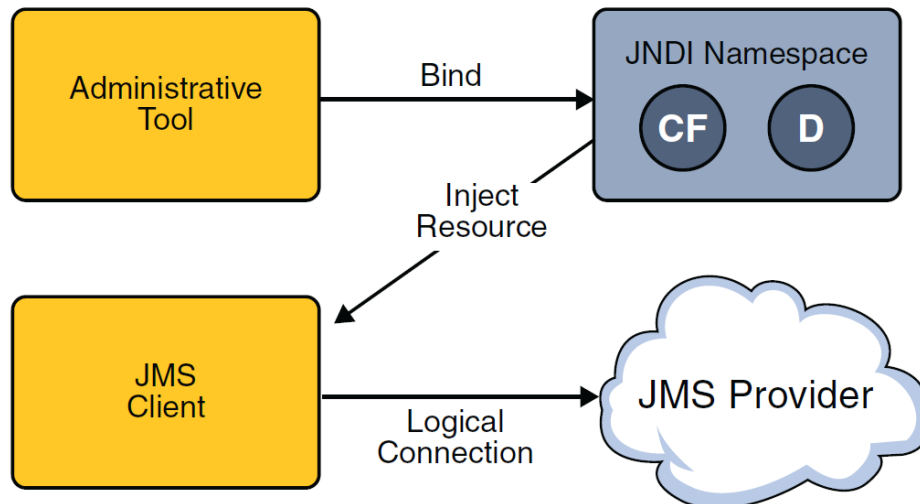 Administrative
Tool
Bind
JNDI Namespace
CF
D
Inject
Resource
JMS
Client
Logical
Connection
JMS Provider